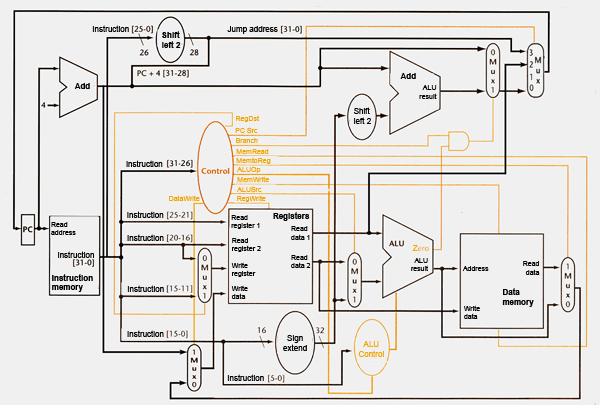 Instruction [25-0]
Shift
left 2
Jump address [31-0]
26
28
PC + 4 [31-28]
Add
4
0
M
u
x
1
3
2
1
0
M
u
x
Add
ALU
result
Shift
left 2
RegDst
PC Src
Branch
MemRead
MemtoReg
ALUOp
MemWrite
ALUSrc
RegWrite
DataWrite
Control
Instruction [31-26]
PC
Read
address
Instruction
[31-0]
Instruction
memory
Instruction [25-21]
Instruction [20-16]
Instruction [15-11]
Instruction [15-0]
0
M
u
x
1
Registers
Read
register 1
Read
register 2
Write
register
Write
data
Read
data 1
Read
data 2
0
M
u
x
1
ALU
Zero
ALU
result
Address
Read
data
Write
data
Data
memory
1
M
u
x
0
16
Sign
extend
32
ALU
Control
1
M
u
x
0
Instruction [5-0]